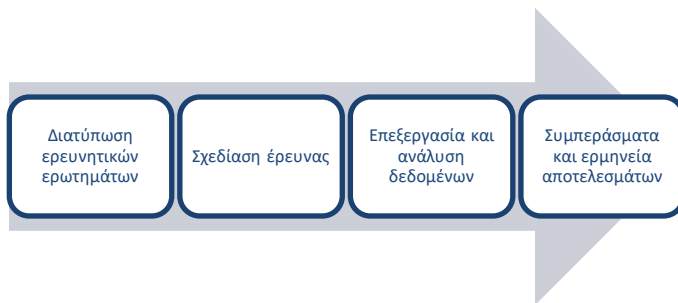 Διατύπωση
ερευνητικών
ερωτημάτων
Σχεδίαση έρευνας
Επεξεργασία και
ανάλυση
δεδομένων
Συμπεράσματα
και ερμηνεία
αποτελεσμάτων